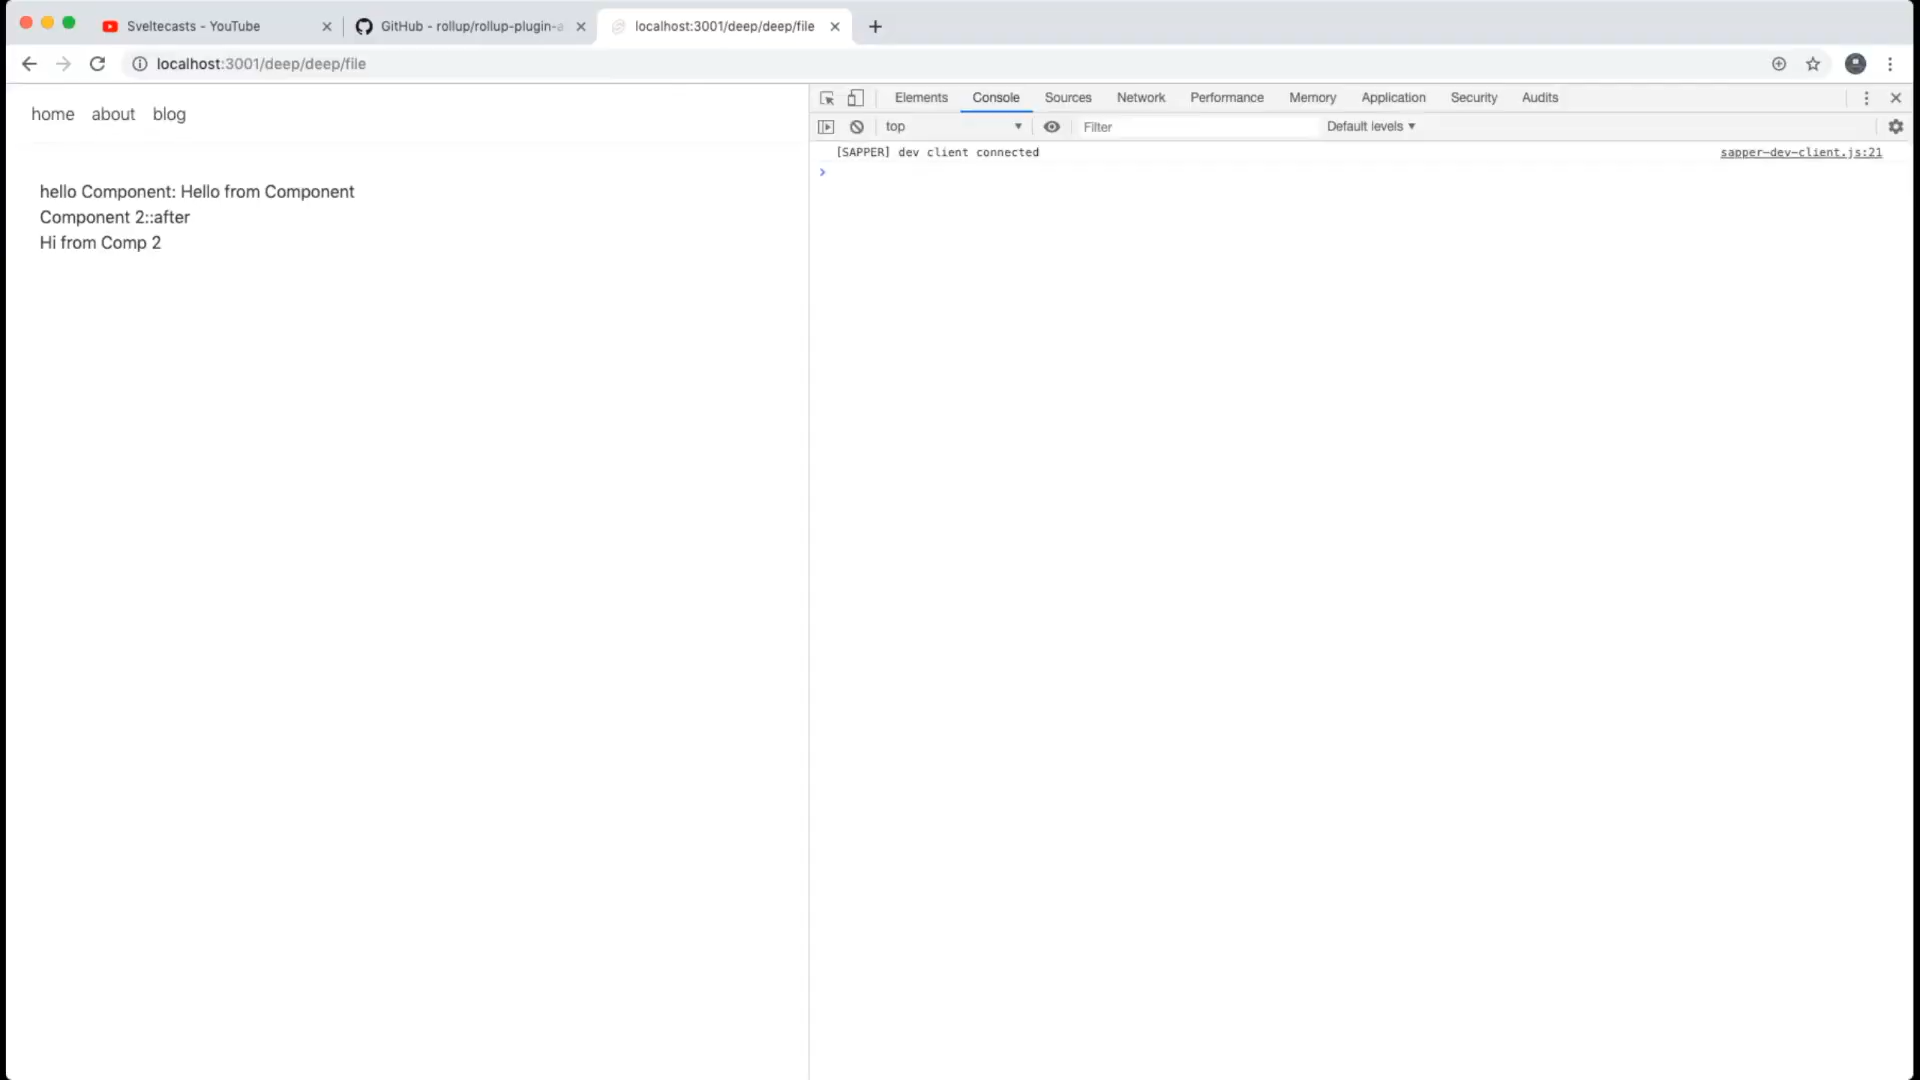 Sveltecasts - YouTube
GitHub - rollup/rollup-plugin-a
localhost:3001/deep/deep/file
localhost:3001/deep/deep/file
home about blog
hello Component: Hello from Component
Component 2::after
Hi from Comp 2
Elements Console Sources Network Performance Memory Application Security Audits
top Filter Default levels
[SAPPER] dev client connected sapper-dev-client.js:21